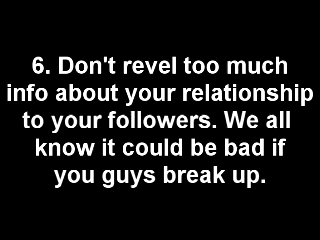 6. Don't revel too much
info about your relationship
to your followers. We all
know it could be bad if
you guys break up.